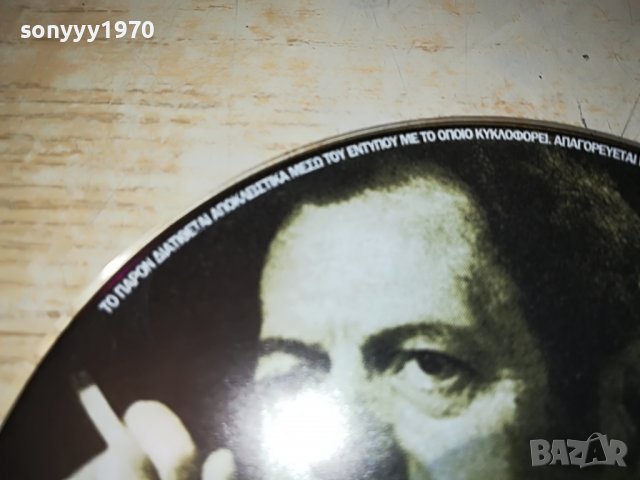 sonyyy1970
ΤΟ ΠΑΡΟΝ ΔΙΑΤΙΘΕΤΑΙ ΑΠΟΚΛΕΙΣΤΙΚΑ ΜΕΣΩ ΤΟΥ ΕΝΤΥΠΟΥ ΜΕ ΤΟ ΟΠΟΙΟ ΚΥΚΛΟΦΟΡΕΙ. ΑΠΑΓΟΡΕΥΕΤΑΙ
BAZAR